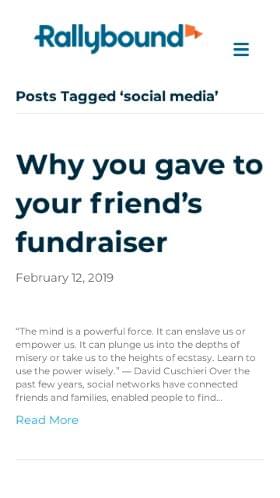 Rallybound
Posts Tagged ‘social media’
Why you gave to
your friend’s
fundraiser
February 12, 2019
“The mind is a powerful force. It can enslave us or
empower us. It can plunge us into the depths of
misery or take us to the heights of ecstasy. Learn to
use the power wisely.” — David Cuschieri Over the
past few years, social networks have connected
friends and families, enabled people to find...
Read More